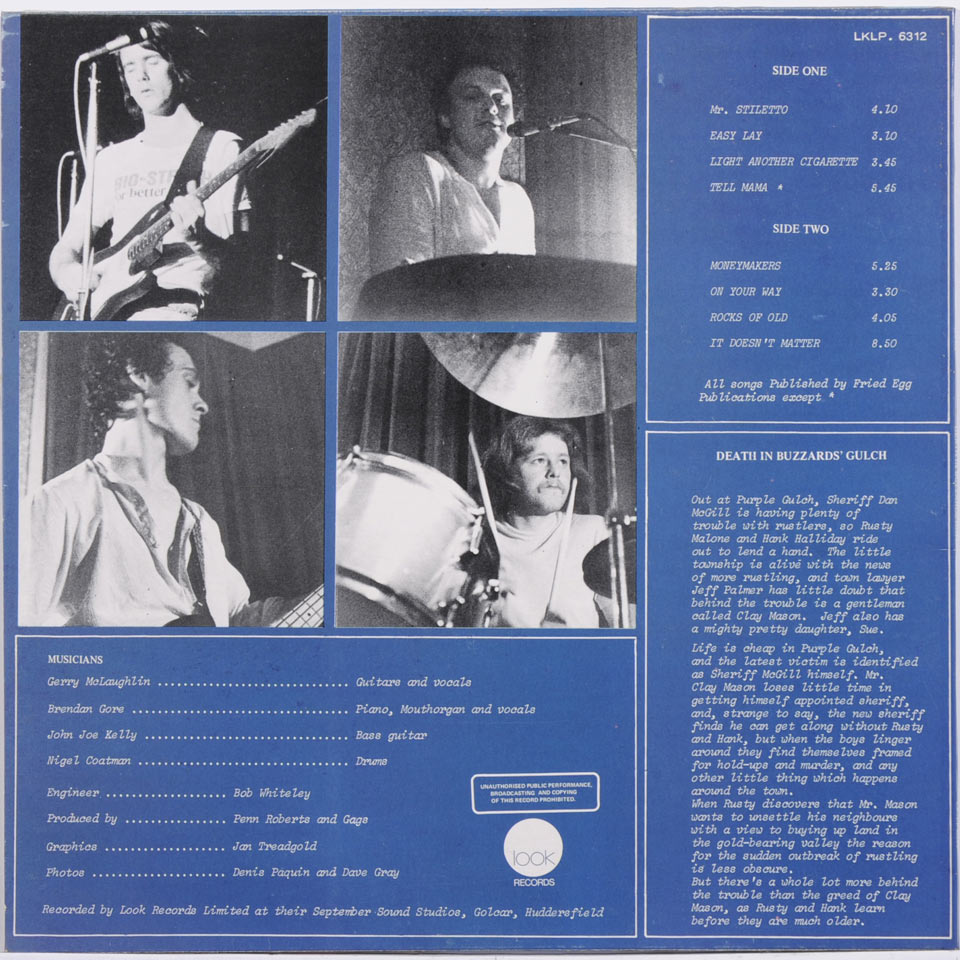 BIG-STR
or better
LKLP. 6312
SIDE ONE
Mr. STILETTO 4.10
EASY LAY 3.10
LIGHT ANOTHER CIGARETTE 3.45
TELL MAMA * 5.45
SIDE TWO
MONEYMAKERS 5.25
ON YOUR WAY 3.30
ROCKS OF OLD 4.05
IT DOESN'T MATTER 8.50
All songs Published by Fried Egg
Publications except *
DEATH IN BUZZARDS' GULCH
Out at Purple Gulch, Sheriff Dan
McGill is having plenty of
trouble with rustlers, so Rusty
Malone and Hank Halliday ride
out to lend a hand. The little
township is alive with the news
of more rustling, and town lawyer
Jeff Palmer has little doubt that
behind the trouble is a gentleman
called Clay Mason. Jeff also has
a mighty pretty daughter, Sue.
Life is cheap in Purple Gulch,
and the latest victim is identified
as Sheriff McGill himself. Mr.
Clay Mason loses little time in
getting himself appointed sheriff,
and, strange to say, the new sheriff
finds he can get along without Rusty
and Hank, but when the boys linger
around they find themselves framed
for hold-ups and murder, and any
other little thing which happens
around the town.
When Rusty discovers that Mr. Mason
wants to unsettle his neighbours
with a view to buying up land in
the gold-bearing valley the reason
for the sudden outbreak of rustling
is less obscure.
But there's a whole lot more behind
the trouble than the greed of Clay
Mason, as Rusty and Hank learn
before they are much older.
MUSICIANS
Gerry McLaughlin ............................... Guitars and vocals
Brendan Gore ................................... Piano, Mouthorgan and vocals
John Joe Kelly ................................. Bass guitar
Nigel Coatman .................................. Drums
Engineer .................... Bob Whiteley
Produced by ................. Penn Roberts and Gags
Graphics .................... Jan Treadgold
Photos ...................... Denis Paquin and Dave Gray
UNAUTHORISED PUBLIC PERFORMANCE,
BROADCASTING AND COPYING
OF THIS RECORD PROHIBITED.
look
RECORDS
Recorded by Look Records Limited at their September Sound Studios, Golcar, Huddersfield